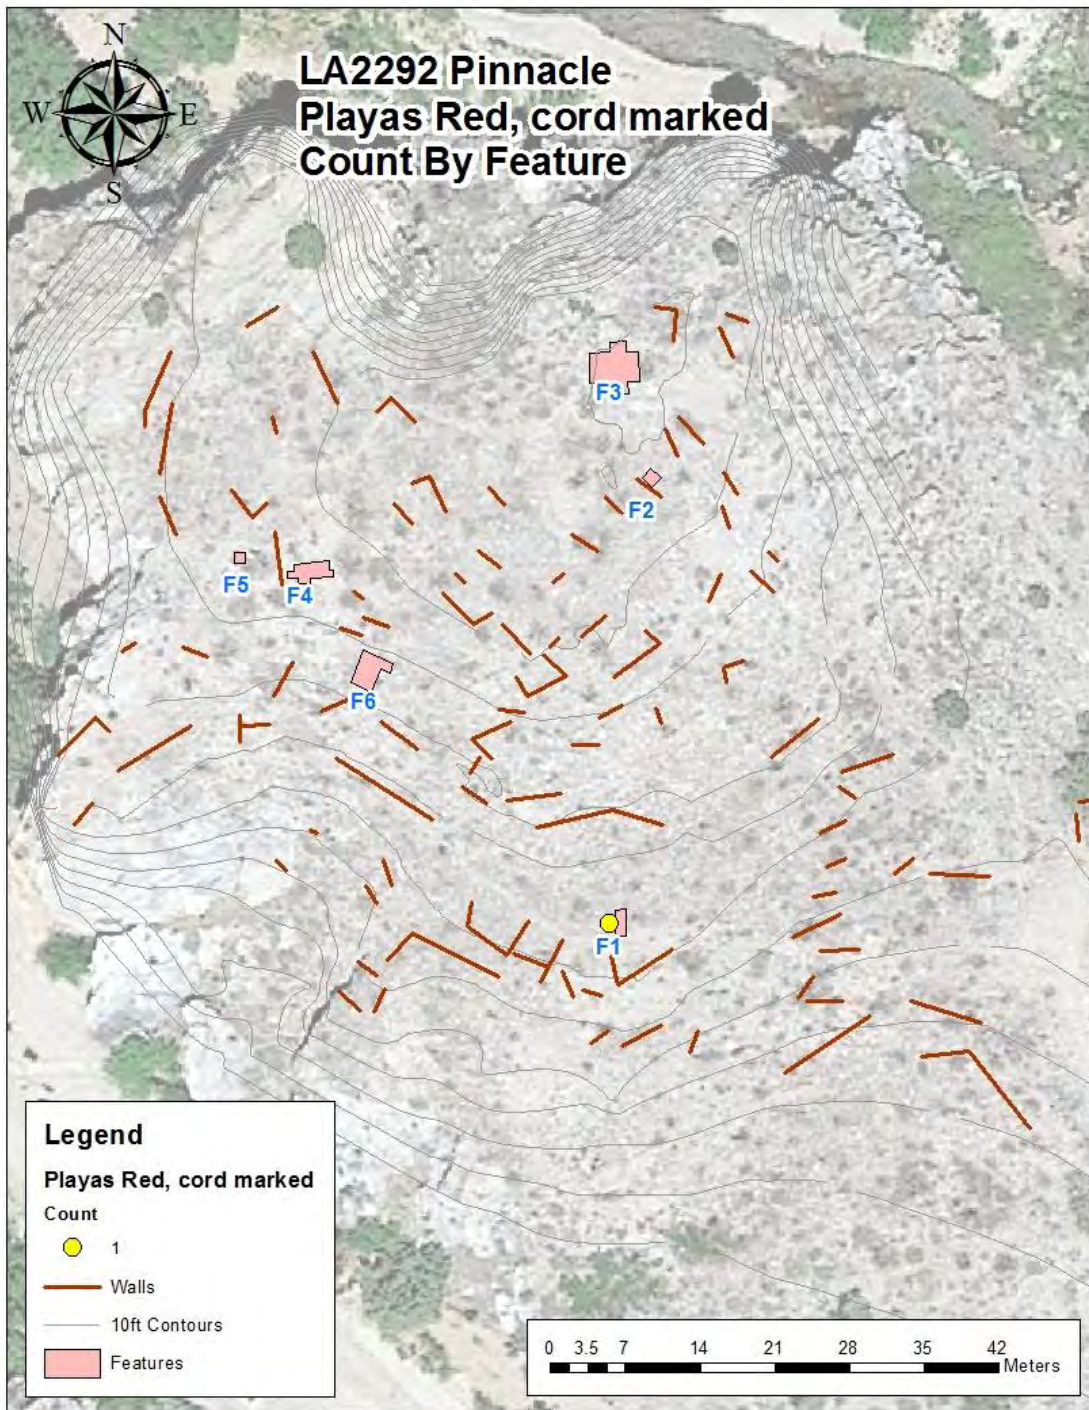 N
W
E
S
LA2292 Pinnacle
Playas Red, cord marked
Count By Feature
F3
F2
F5
F4
F6
F1
Legend
Playas Red, cord marked
Count
1
Walls
10ft Contours
Features
0 3.5 7 14 21 28 35 42
Meters